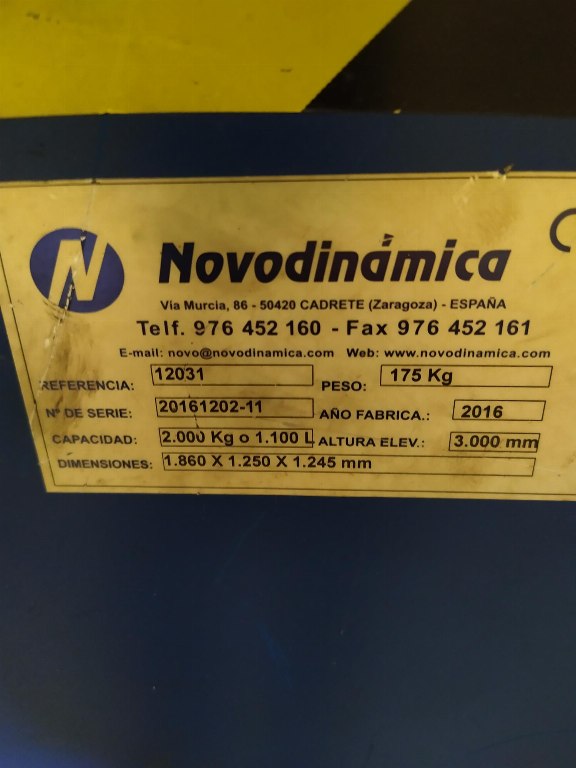 N Novodinámica
Via Murcia, 86 - 50420 CADRETE (Zaragoza) - ESPAÑA
Telf. 976 452 160 - Fax 976 452 161
E-mail: novo@novodinamica.com Web: www.novodinamica.com
REFERENCIA: 12031 PESO: 175 Kg
Nº DE SERIE: 20161202-11 AÑO FABRICA.: 2016
CAPACIDAD: 2.000 Kg o 1.100 L ALTURA ELEV.: 3.000 mm
DIMENSIONES: 1.860 X 1.250 X 1.245 mm